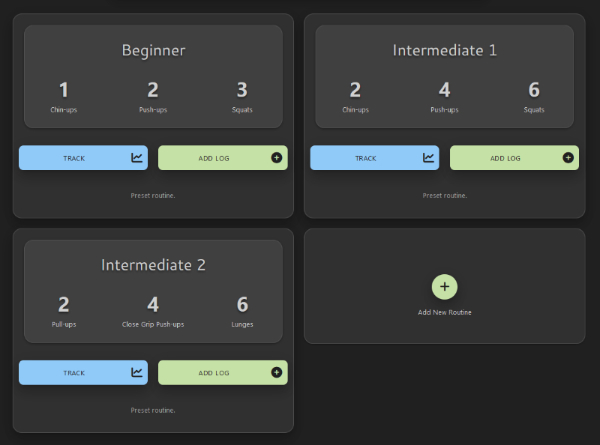 Beginner
1 2 3
Chin-ups Push-ups Squats
TRACK ADD LOG
Preset routine.
Intermediate 1
2 4 6
Chin-ups Push-ups Squats
TRACK ADD LOG
Preset routine.
Intermediate 2
2 4 6
Pull-ups Close Grip Push-ups Lunges
TRACK ADD LOG
Preset routine.
Add New Routine